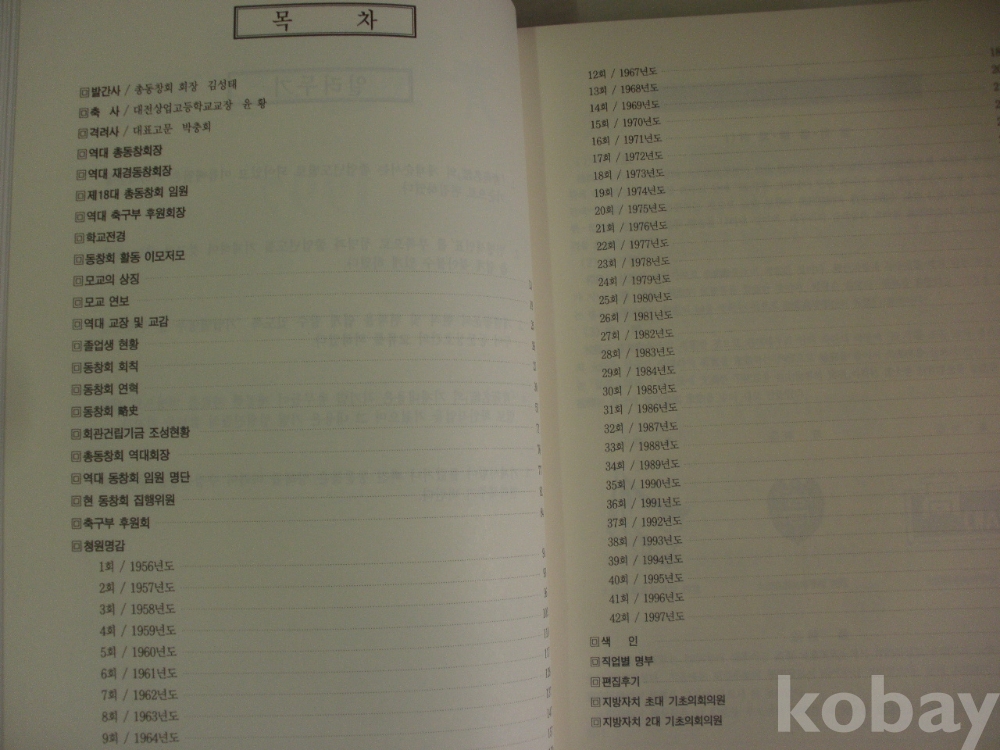 목 차
발간사 / 총동창회 회장 김성태
축 사 / 대전상업고등학교교장 윤 황
격려사 / 대표고문 박충희
역대 총동창회장
역대 재경동창회장
제18대 총동창회 임원
역대 축구부 후원회장
학교전경
동창회 활동 이모저모
모교의 상징
모교 연보
역대 교장 및 교감
졸업생 현황
동창회 회칙
동창회 연혁
동창회 略史
회관건립기금 조성현황
총동창회 역대회장
역대 동창회 임원 명단
현 동창회 집행위원
축구부 후원회
청원명감
1회 / 1956년도
2회 / 1957년도
3회 / 1958년도
4회 / 1959년도
5회 / 1960년도
6회 / 1961년도
7회 / 1962년도
8회 / 1963년도
9회 / 1964년도
12회 / 1967년도
13회 / 1968년도
14회 / 1969년도
15회 / 1970년도
16회 / 1971년도
17회 / 1972년도
18회 / 1973년도
19회 / 1974년도
20회 / 1975년도
21회 / 1976년도
22회 / 1977년도
23회 / 1978년도
24회 / 1979년도
25회 / 1980년도
26회 / 1981년도
27회 / 1982년도
28회 / 1983년도
29회 / 1984년도
30회 / 1985년도
31회 / 1986년도
32회 / 1987년도
33회 / 1988년도
34회 / 1989년도
35회 / 1990년도
36회 / 1991년도
37회 / 1992년도
38회 / 1993년도
39회 / 1994년도
40회 / 1995년도
41회 / 1996년도
42회 / 1997년도
색 인
직업별 명부
편집후기
지방자치 초대 기초의회의원
지방자치 2대 기초의회의원
kobay